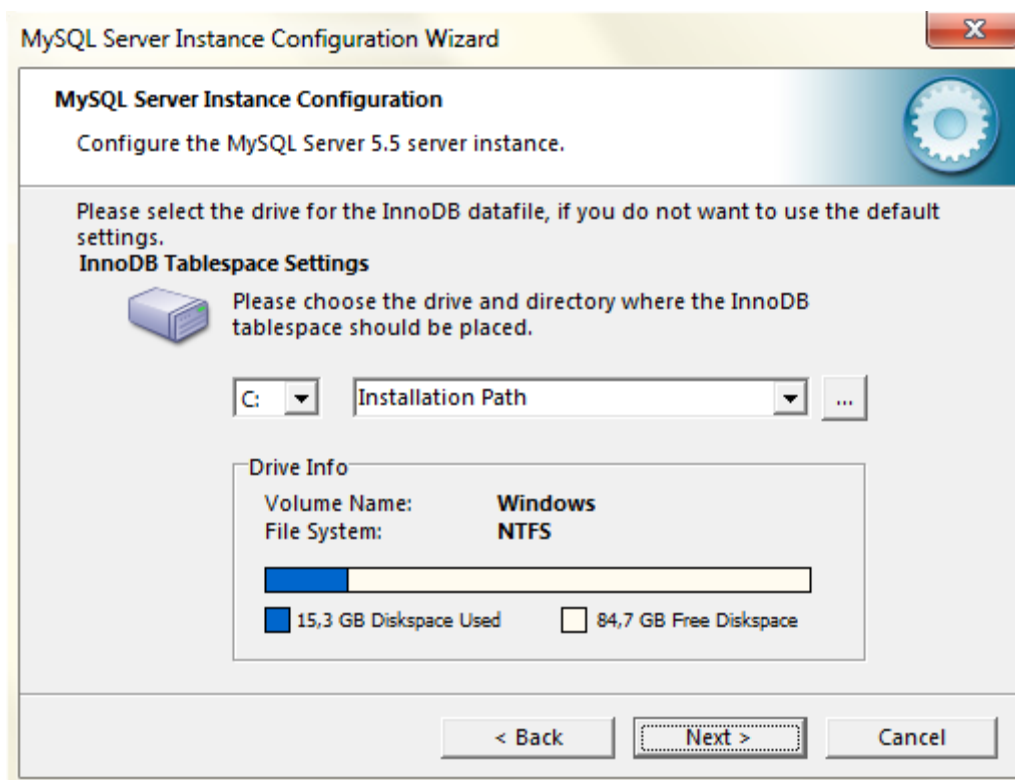 MySQL Server Instance Configuration Wizard
X
MySQL Server Instance Configuration
Configure the MySQL Server 5.5 server instance.
Please select the drive for the InnoDB datafile, if you do not want to use the default
settings.
InnoDB Tablespace Settings
Please choose the drive and directory where the InnoDB
tablespace should be placed.
C: Installation Path ...
Drive Info
Volume Name: Windows
File System: NTFS
15,3 GB Diskspace Used 84,7 GB Free Diskspace
< Back Next > Cancel